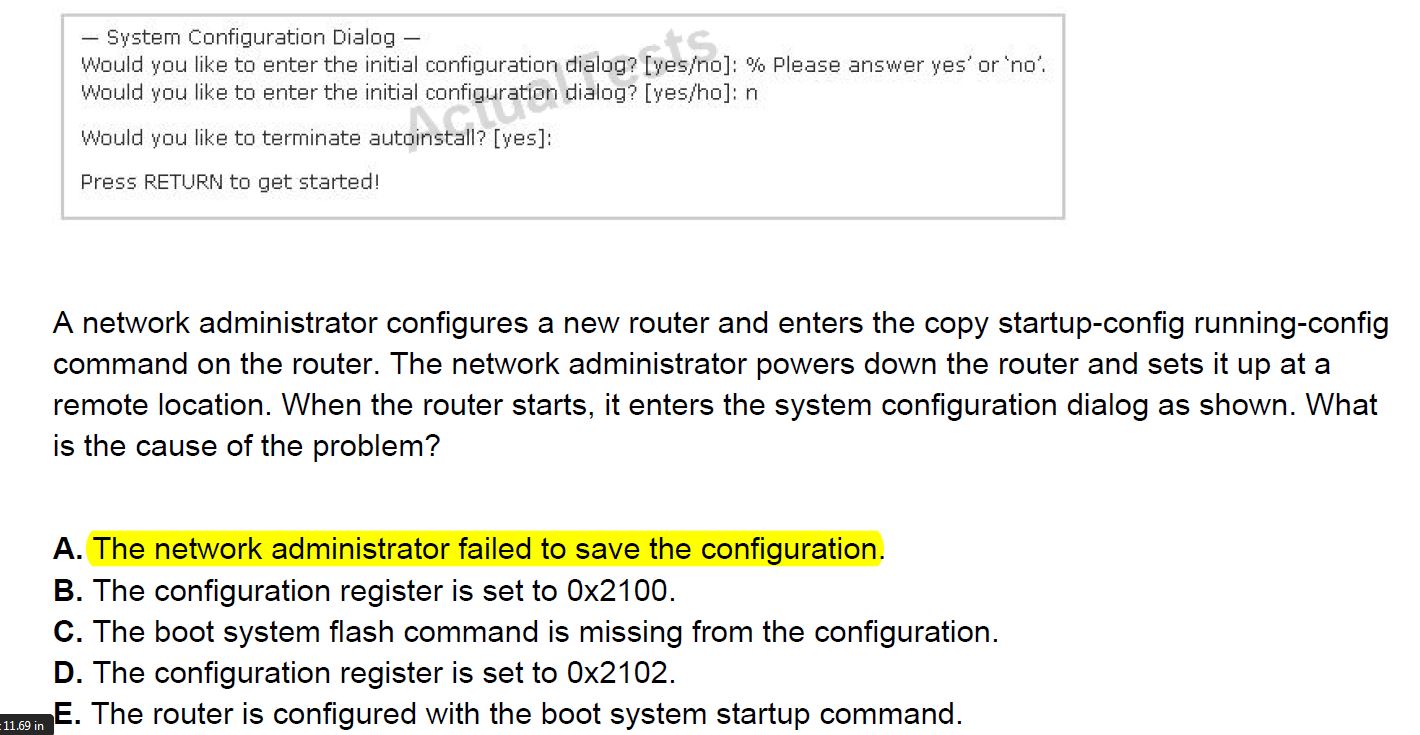 — System Configuration Dialog —
Would you like to enter the initial configuration dialog? [yes/no]: % Please answer yes’ or ‘no’.
Would you like to enter the initial configuration dialog? [yes/ho]: n
Would you like to terminate autoinstall? [yes]:
Press RETURN to get started!
ActualTests
A network administrator configures a new router and enters the copy startup-config running-config
command on the router. The network administrator powers down the router and sets it up at a
remote location. When the router starts, it enters the system configuration dialog as shown. What
is the cause of the problem?
A. The network administrator failed to save the configuration.
B. The configuration register is set to 0x2100.
C. The boot system flash command is missing from the configuration.
D. The configuration register is set to 0x2102.
E. The router is configured with the boot system startup command.
11.69 in